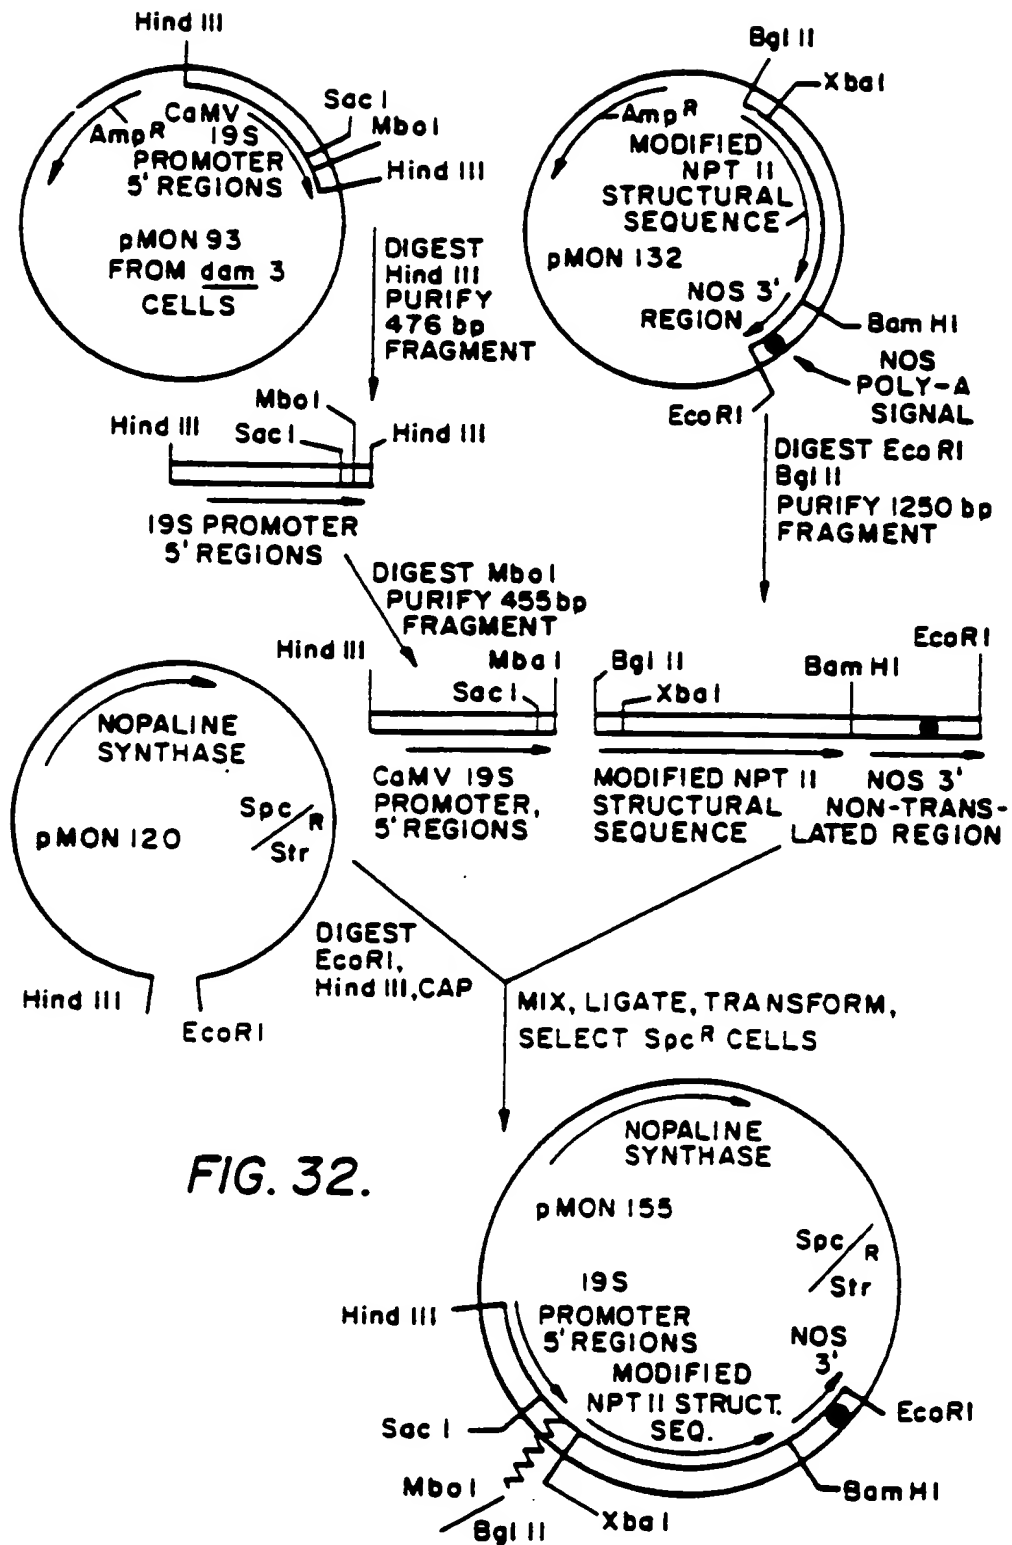 Hind III
Sac I
Mbo I
Hind III
Amp R
CaMV
19S
PROMOTER
5' REGIONS
pMON 93
FROM dam 3
CELLS
DIGEST
Hind III
PURIFY
476 bp
FRAGMENT
Bgl II
Xba I
Amp R
MODIFIED
NPT II
STRUCTURAL
SEQUENCE
pMON 132
NOS 3'
REGION
Bam HI
NOS
POLY-A
SIGNAL
EcoRI
DIGEST Eco RI
Bgl II
PURIFY 1250 bp
FRAGMENT
Hind III
Sac I
Mbo I
Hind III
19S PROMOTER
5' REGIONS
DIGEST Mbo I
PURIFY 455 bp
FRAGMENT
Hind III
Sac I
Mba I
CaMV 19S
PROMOTER,
5' REGIONS
Bgl II
Xba I
Bam HI
EcoRI
MODIFIED NPT II
STRUCTURAL
SEQUENCE
NOS 3'
NON-TRANS-
LATED REGION
NOPALINE
SYNTHASE
pMON 120
Spc R
Str
Hind III
EcoRI
DIGEST
EcoRI,
Hind III, CAP
MIX, LIGATE, TRANSFORM,
SELECT Spc R CELLS
FIG. 32.
NOPALINE
SYNTHASE
pMON 155
Spc R
Str
19S
PROMOTER
5' REGIONS
MODIFIED
NPT II STRUCT.
SEQ.
NOS
3'
Hind III
Sac I
Mbo I
Bgl II
Xba I
Bam HI
EcoRI